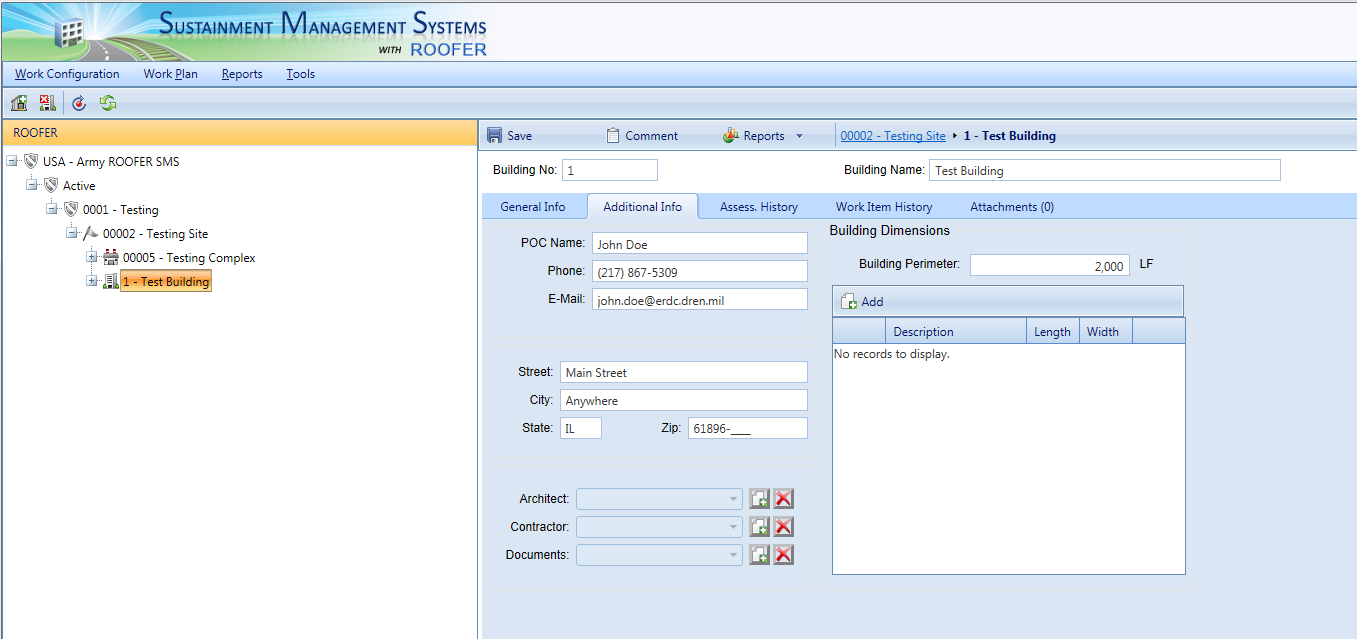 SUSTAINMENT MANAGEMENT SYSTEMS
WITH ROOFER
Work Configuration Work Plan Reports Tools
ROOFER
USA - Army ROOFER SMS
Active
0001 - Testing
00002 - Testing Site
00005 - Testing Complex
1 - Test Building
Save Comment Reports 00002 - Testing Site 1 - Test Building
Building No: 1 Building Name: Test Building
General Info Additional Info Assess. History Work Item History Attachments (0)
POC Name: John Doe
Phone: (217) 867-5309
E-Mail: john.doe@erdc.dren.mil
Street: Main Street
City: Anywhere
State: IL Zip: 61896-____
Architect:
Contractor:
Documents:
Building Dimensions
Building Perimeter: 2,000 LF
Add
Description Length Width
No records to display.